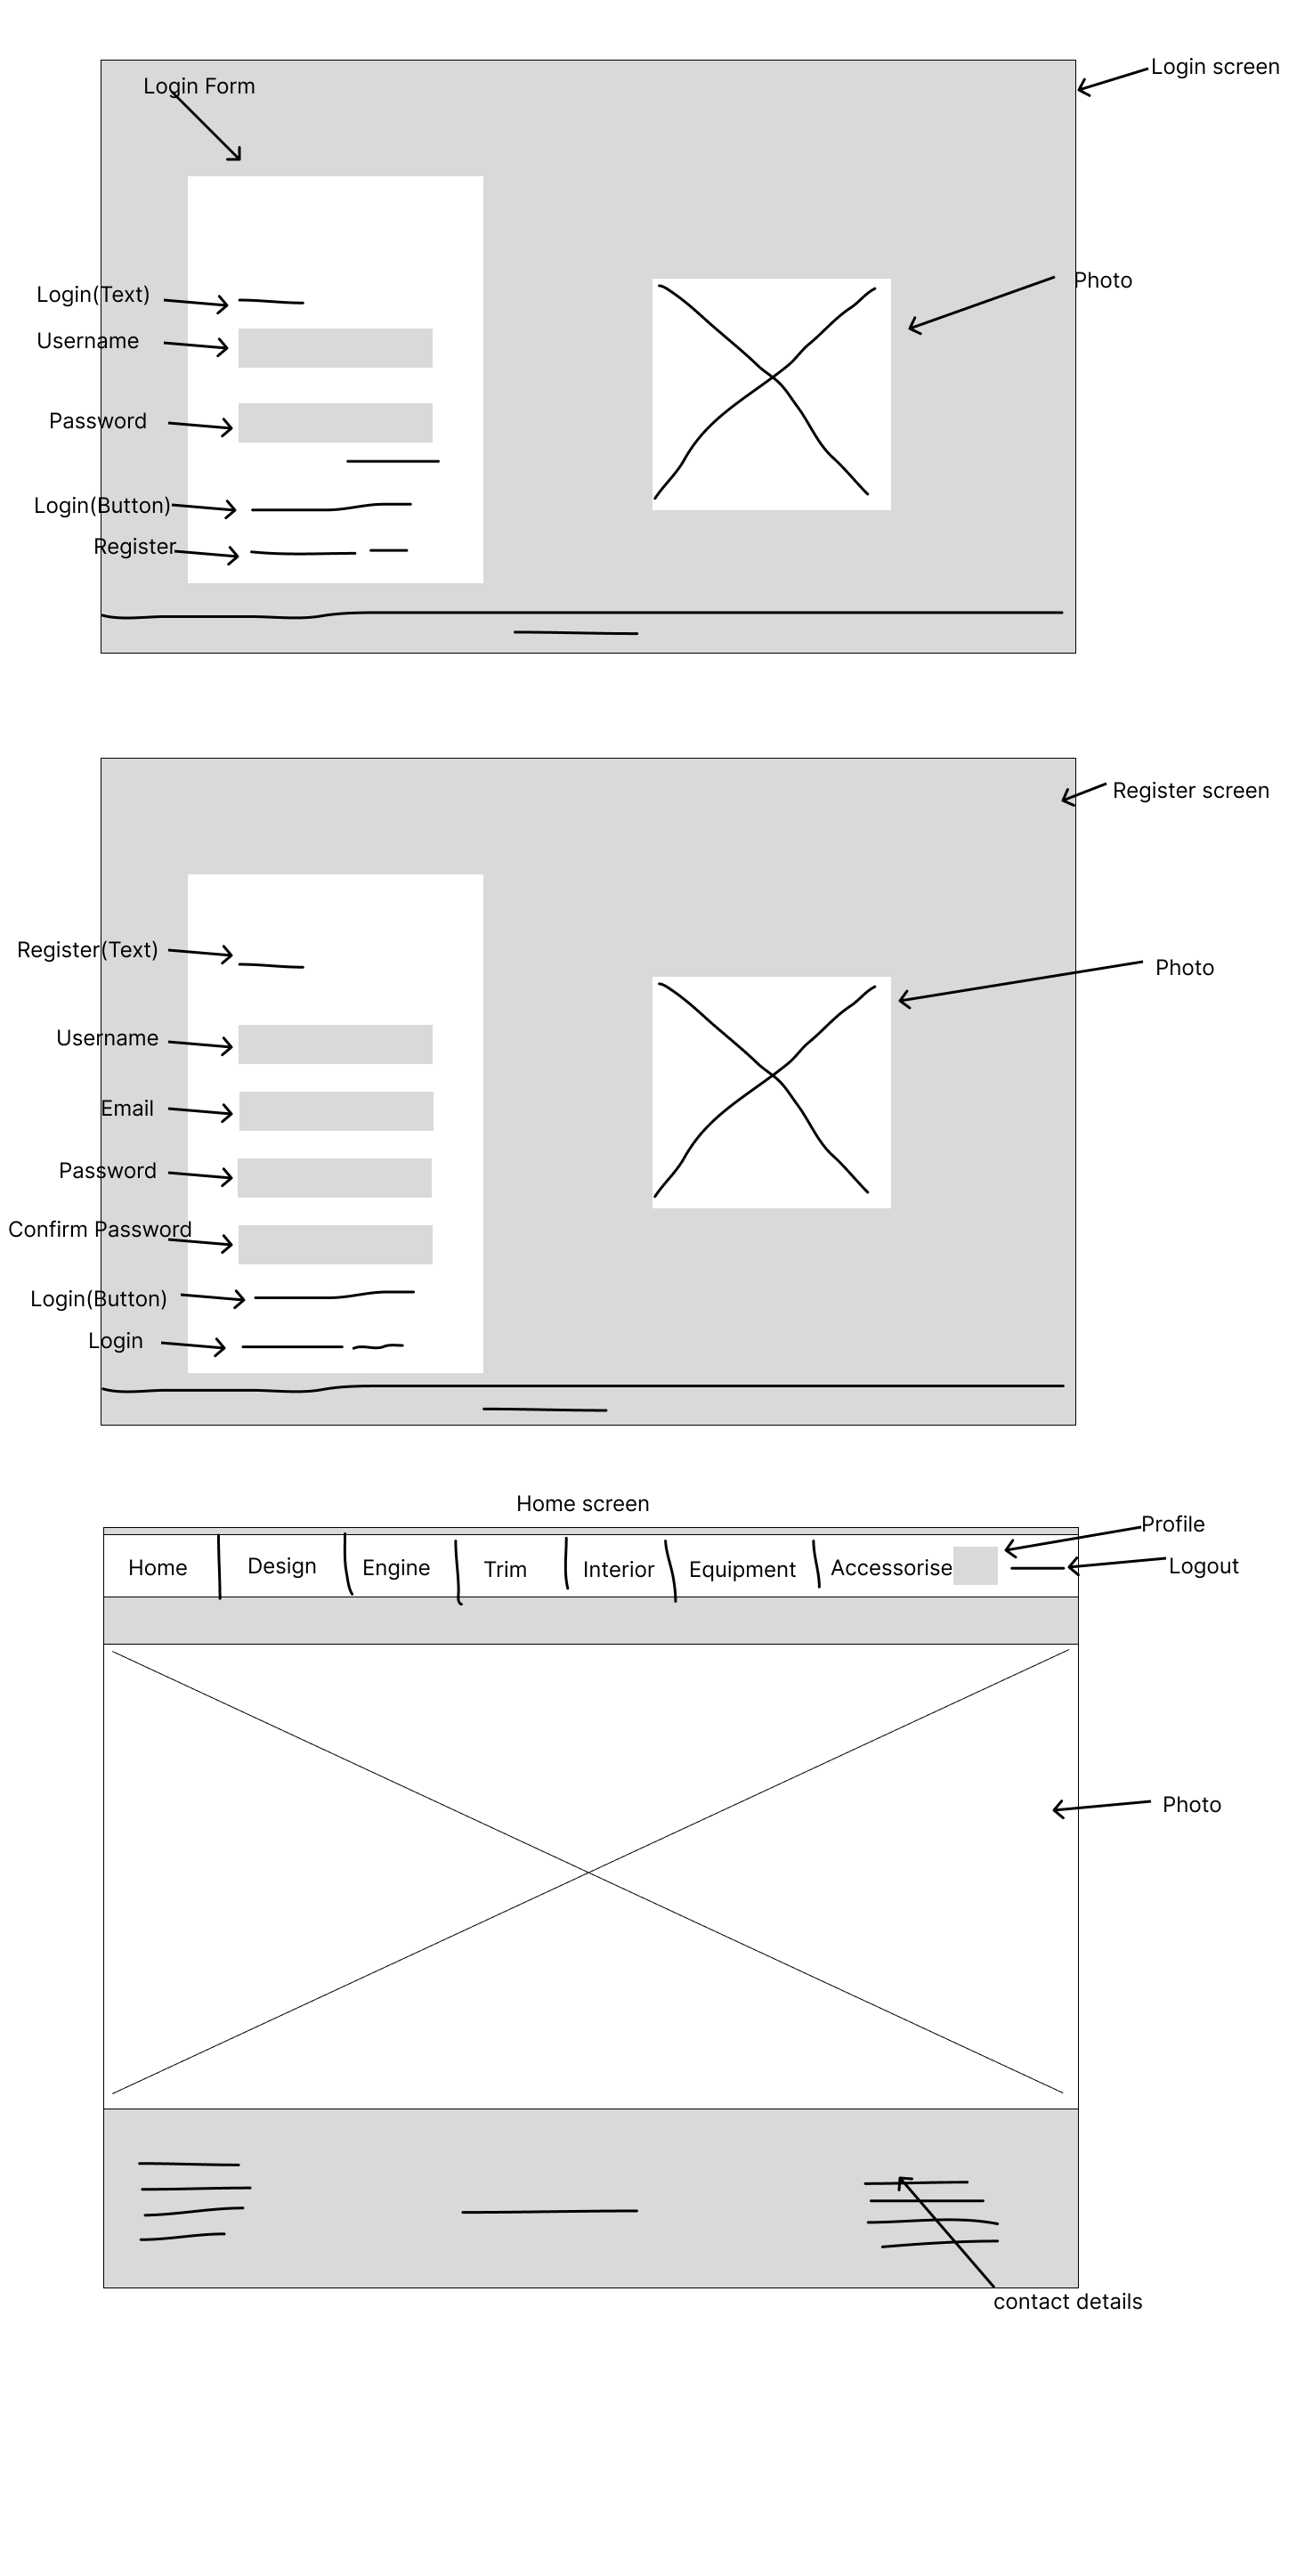 Login screen
Login Form
Photo
Login(Text)
Username
Password
Login(Button)
Register
Register screen
Register(Text)
Photo
Username
Email
Password
Confirm Password
Login(Button)
Login
Home screen
Profile
Home Design Engine Trim Interior Equipment Accessorise
Logout
Photo
contact details